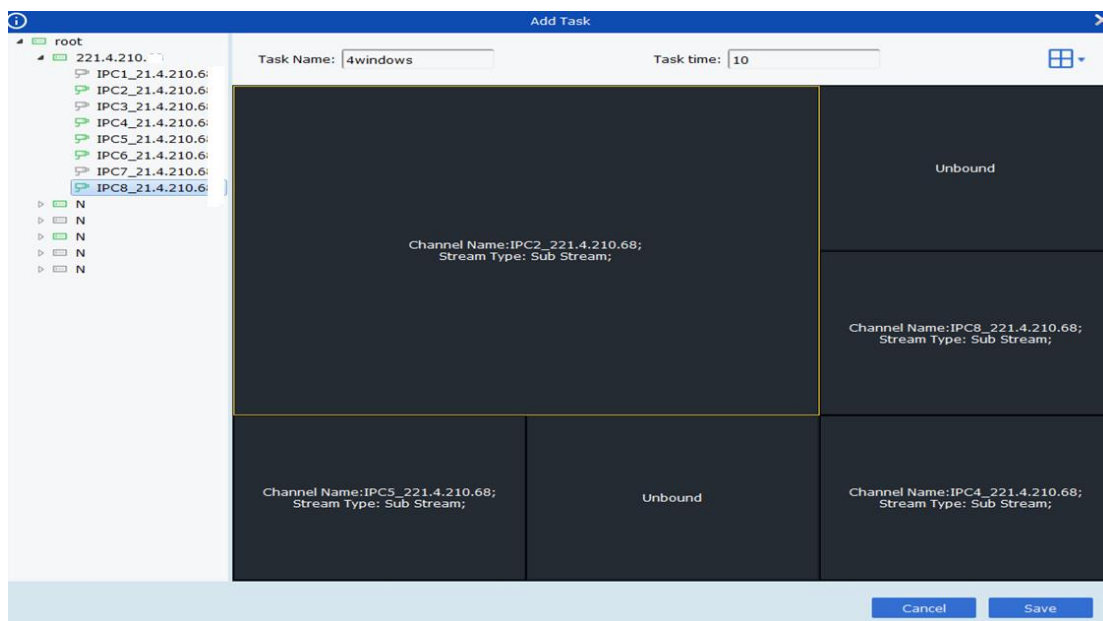 Add Task
root
221.4.210.
IPC1_21.4.210.6
IPC2_21.4.210.6
IPC3_21.4.210.6
IPC4_21.4.210.6
IPC5_21.4.210.6
IPC6_21.4.210.6
IPC7_21.4.210.6
IPC8_21.4.210.6
N
N
N
N
N
Task Name: 4windows
Task time: 10
Channel Name:IPC2_221.4.210.68;
Stream Type: Sub Stream;
Unbound
Channel Name:IPC8_221.4.210.68;
Stream Type: Sub Stream;
Channel Name:IPC5_221.4.210.68;
Stream Type: Sub Stream;
Unbound
Channel Name:IPC4_221.4.210.68;
Stream Type: Sub Stream;
Cancel
Save